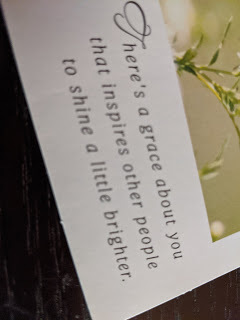 There's a grace about you
that inspires other people
to shine a little brighter.